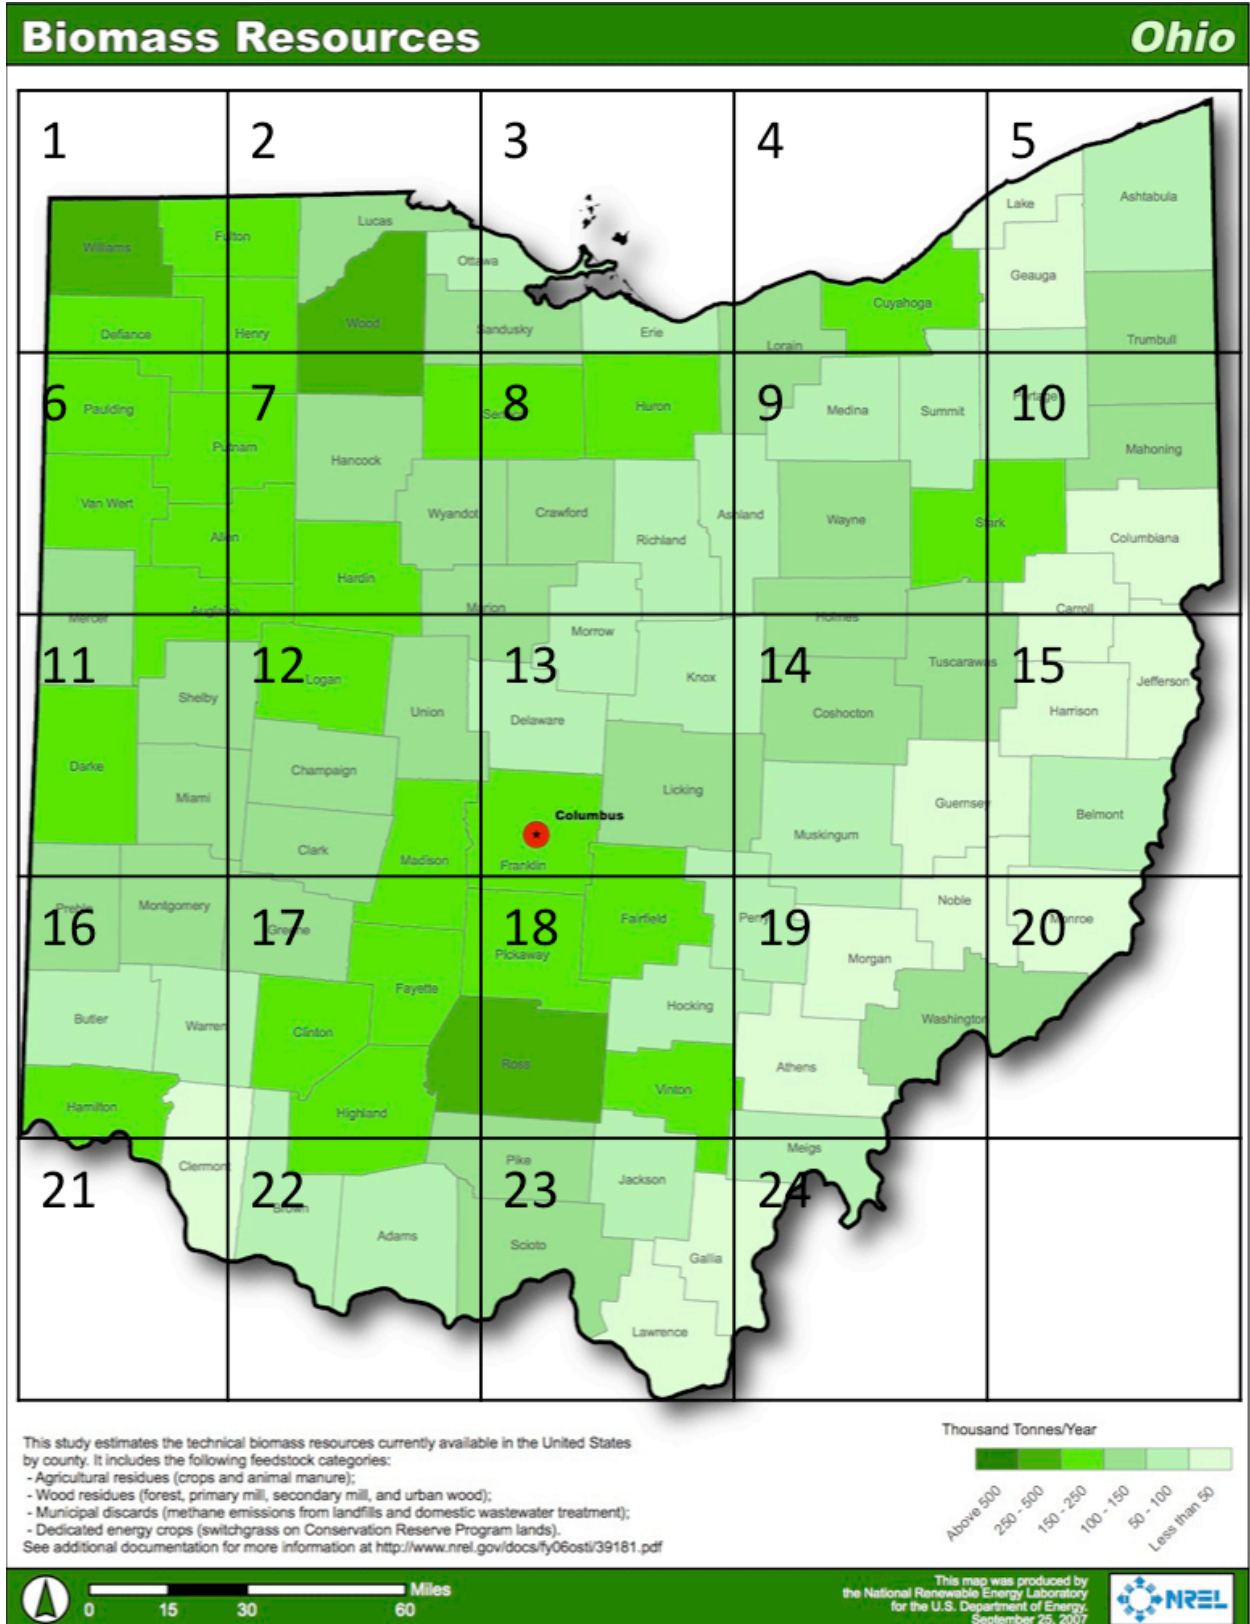 Biomass Resources
Ohio
1
2
3
4
5
Lake
Ashtabula
Williams
Fulton
Lucas
Ottawa
Geauga
Cuyahoga
Defiance
Henry
Wood
Sandusky
Erie
Lorain
Trumbull
6
Paulding
7
8
Huron
9
Medina
Summit
10
Portage
Putnam
Hancock
Mahoning
Van Wert
Allen
Wyandot
Crawford
Ashland
Richland
Wayne
Stark
Columbiana
Hardin
Mercer
Auglaize
Marion
Holmes
Carroll
Morrow
11
12
Logan
13
14
Tuscarawas
15
Shelby
Union
Knox
Jefferson
Delaware
Coshocton
Harrison
Darke
Champaign
Miami
Licking
Guernsey
Columbus
Belmont
Clark
Madison
Franklin
Muskingum
Preble
Montgomery
Noble
16
17
Greene
18
Fairfield
Perry
19
20
Monroe
Pickaway
Morgan
Fayette
Hocking
Butler
Warren
Clinton
Washington
Ross
Athens
Vinton
Hamilton
Highland
Clermont
Pike
Meigs
21
22
23
Jackson
24
Brown
Adams
Scioto
Gallia
Lawrence
This study estimates the technical biomass resources currently available in the United States
by county. It includes the following feedstock categories:
- Agricultural residues (crops and animal manure);
- Wood residues (forest, primary mill, secondary mill, and urban wood);
- Municipal discards (methane emissions from landfills and domestic wastewater treatment);
- Dedicated energy crops (switchgrass on Conservation Reserve Program lands).
See additional documentation for more information at http://www.nrel.gov/docs/fy06osti/39181.pdf
Thousand Tonnes/Year
Above 500
250 - 500
150 - 250
100 - 150
50 - 100
Less than 50
Miles
0 15 30 60
This map was produced by
the National Renewable Energy Laboratory
for the U.S. Department of Energy.
September 25, 2007
NREL